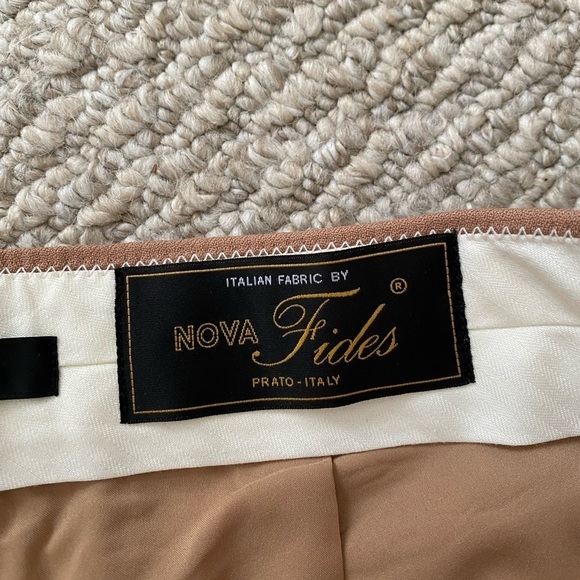 ITALIAN FABRIC BY
NOVA Fides ®
PRATO - ITALY